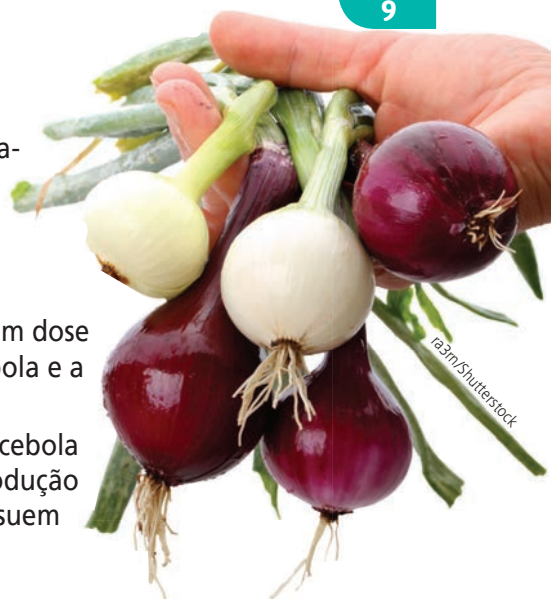 9
a-
m dose
ola e a
cebola
odução
suem
ra3rn/Shutterstock